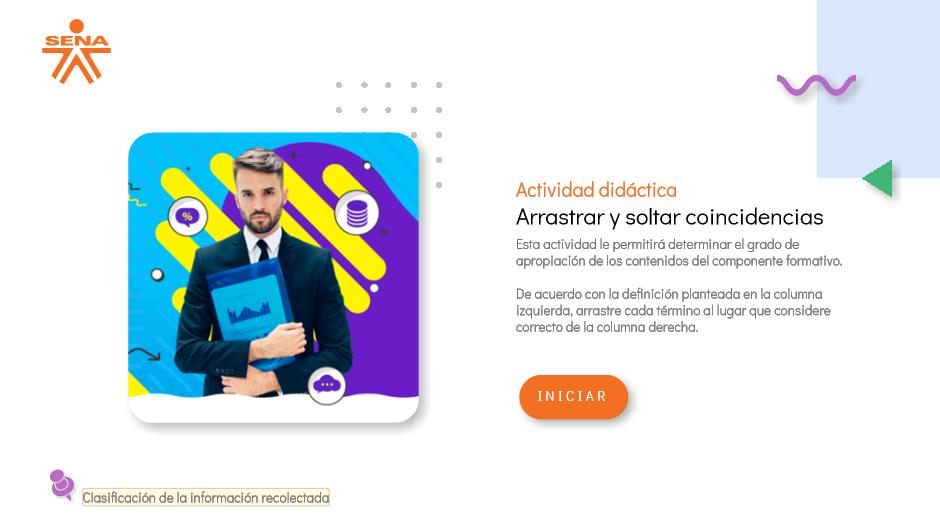 SENA
%
Actividad didáctica
Arrastrar y soltar coincidencias
Esta actividad le permitirá determinar el grado de
apropiación de los contenidos del componente formativo.
De acuerdo con la definición planteada en la columna
izquierda, arrastre cada término al lugar que considere
correcto de la columna derecha.
INICIAR
Clasificación de la información recolectada